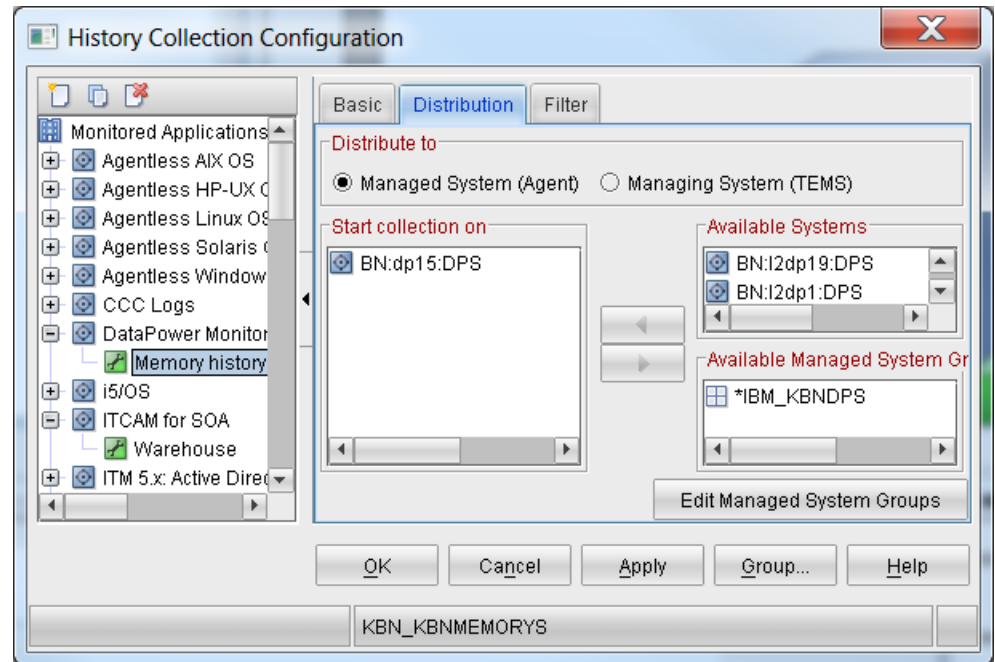 History Collection Configuration
Basic Distribution Filter
Monitored Applications
Agentless AIX OS
Agentless HP-UX
Agentless Linux OS
Agentless Solaris
Agentless Window
CCC Logs
DataPower Monitor
Memory history
i5/OS
ITCAM for SOA
Warehouse
ITM 5.x: Active Direc
Distribute to
Managed System (Agent) Managing System (TEMS)
Start collection on
BN:dp15:DPS
Available Systems
BN:l2dp19:DPS
BN:l2dp1:DPS
Available Managed System Gr
*IBM_KBNDPS
Edit Managed System Groups
OK Cancel Apply Group... Help
KBN_KBNMEMORYS